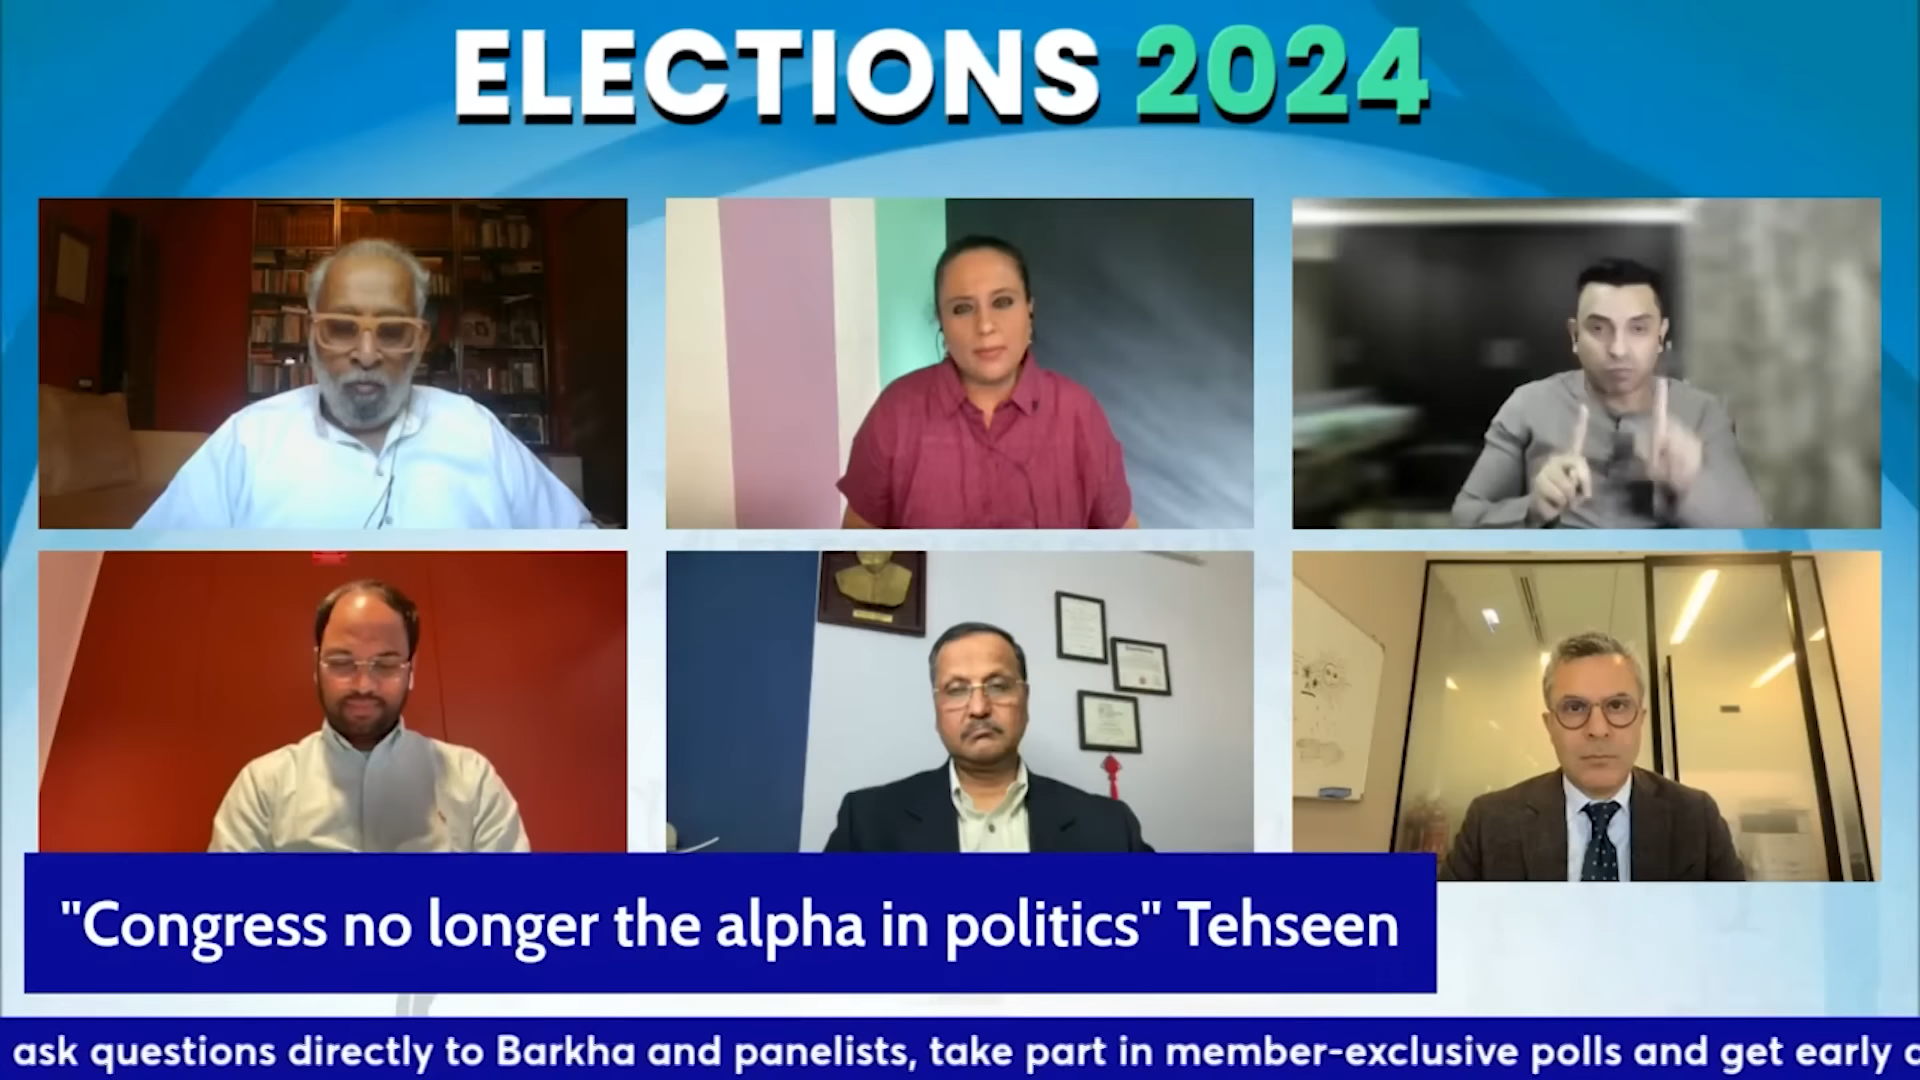 ELECTIONS 2024
"Congress no longer the alpha in politics" Tehseen
ask questions directly to Barkha and panelists, take part in member-exclusive polls and get early